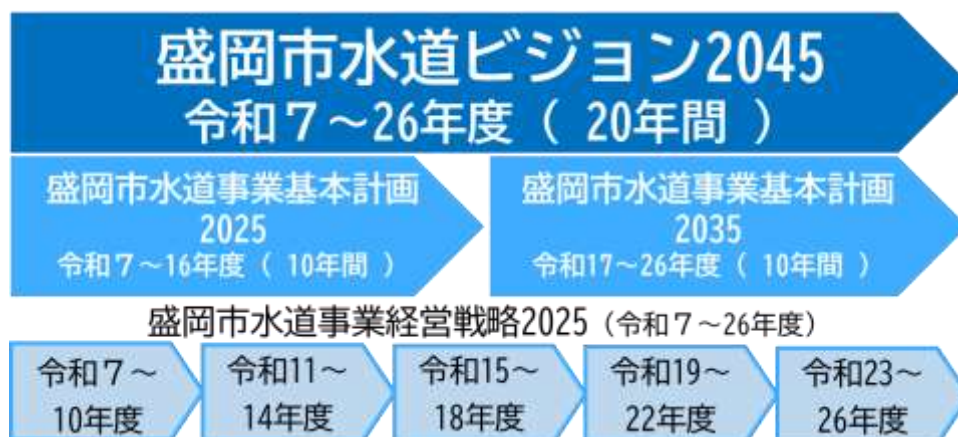 盛岡市水道ビジョン2045
令和７～26年度（ 20年間 ）
盛岡市水道事業基本計画
2025
令和７～16年度（ 10年間 ）
盛岡市水道事業基本計画
2035
令和17～26年度（ 10年間 ）
盛岡市水道事業経営戦略2025（令和７～26年度）
令和７～
10年度
令和11～
14年度
令和15～
18年度
令和19～
22年度
令和23～
26年度